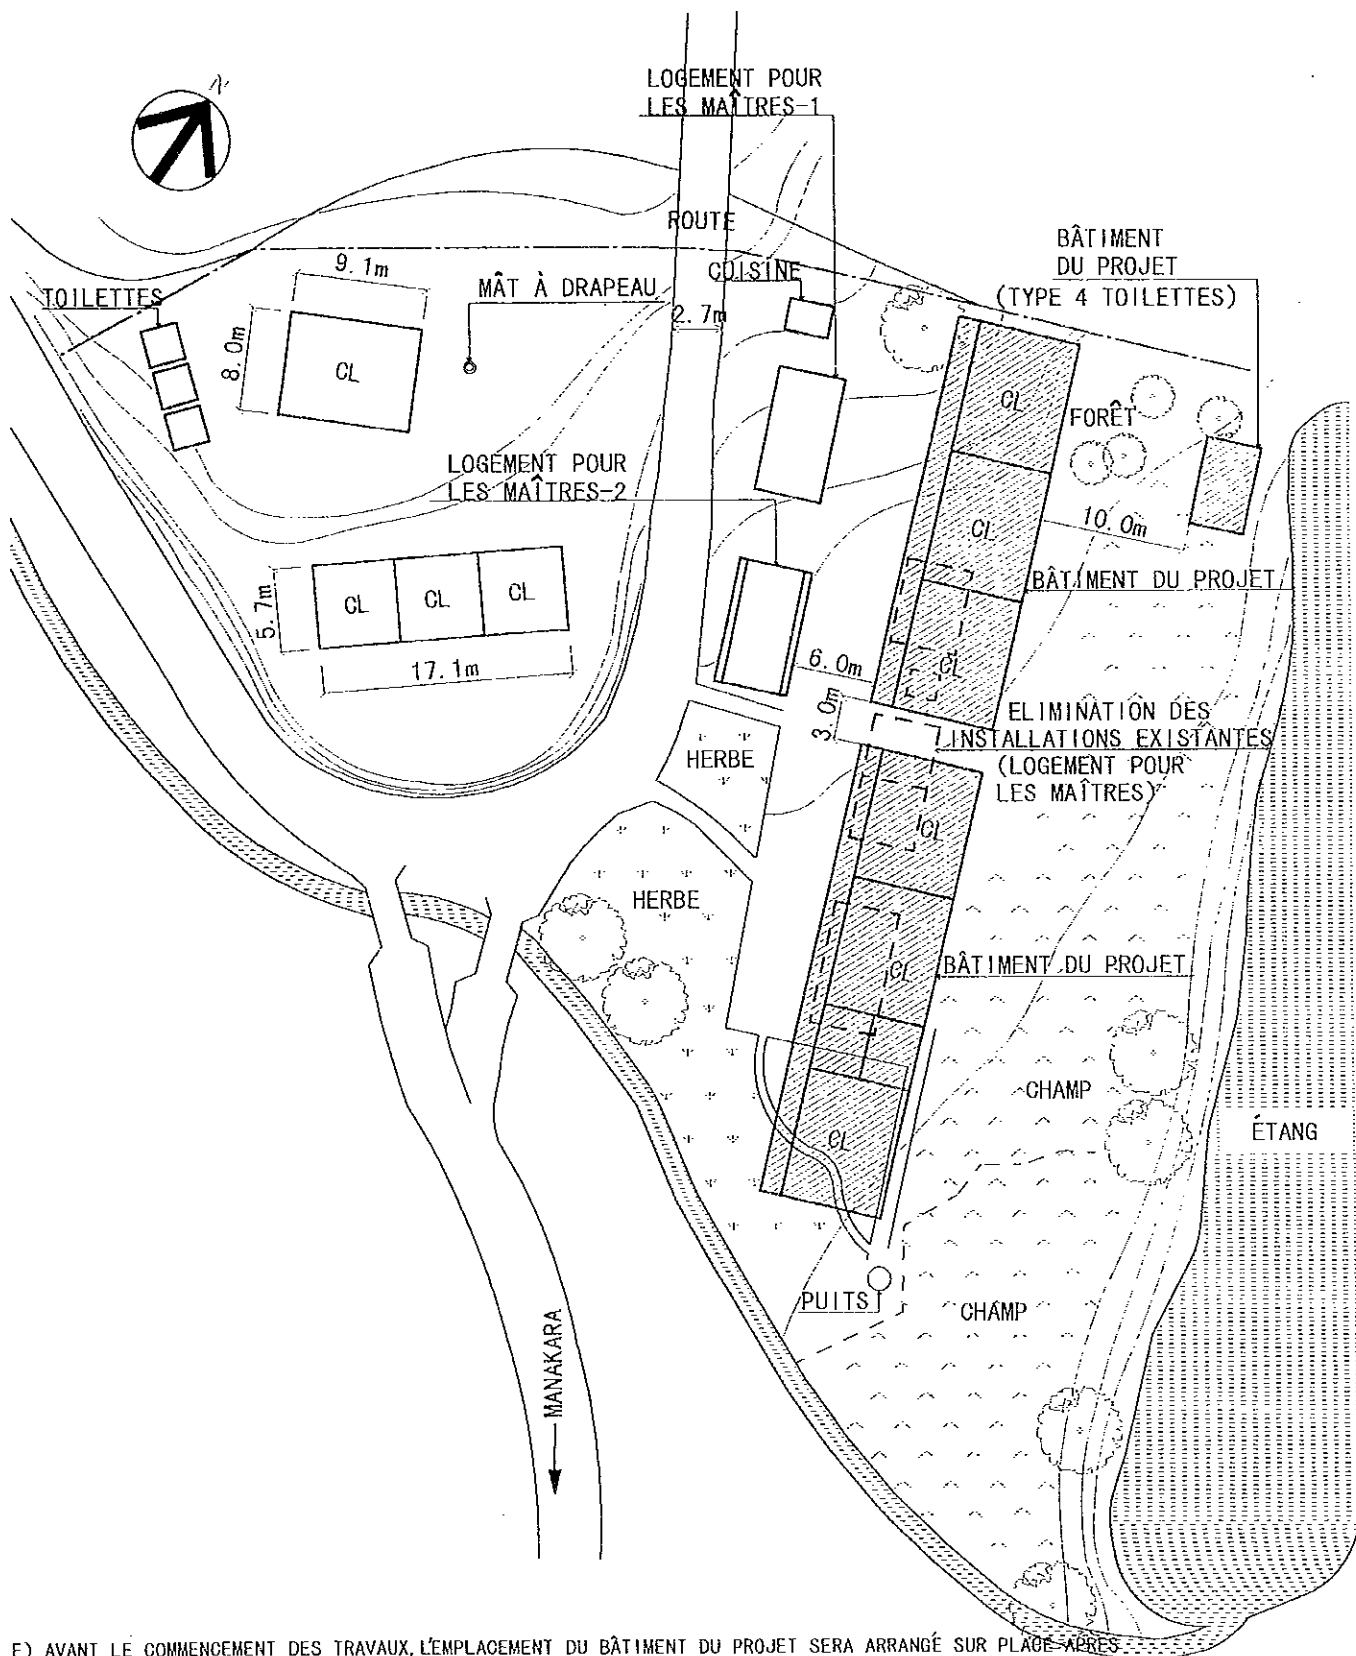 N
LOGEMENT POUR
LES MAÎTRES-1
ROUTE
BÂTIMENT
DU PROJET
(TYPE 4 TOILETTES)
9.1m
CUISINE
TOILETTES
MÂT À DRAPEAU
2.7m
8.0m
CL
CL
FORÊT
LOGEMENT POUR
LES MAÎTRES-2
CL
10.0m
BÂTIMENT DU PROJET
5.7m
CL
CL
CL
17.1m
6.0m
CL
3.0m
ELIMINATION DES
INSTALLATIONS EXISTANTES
(LOGEMENT POUR
LES MAÎTRES)
HERBE
CL
HERBE
CL
BÂTIMENT DU PROJET
CHAMP
ÉTANG
CL
PUITS
CHAMP
MANAKARA
F) AVANT LE COMMENCEMENT DES TRAVAUX, L'EMPLACEMENT DU BÂTIMENT DU PROJET SERA ARRANGÉ SUR PLACE APRÈS